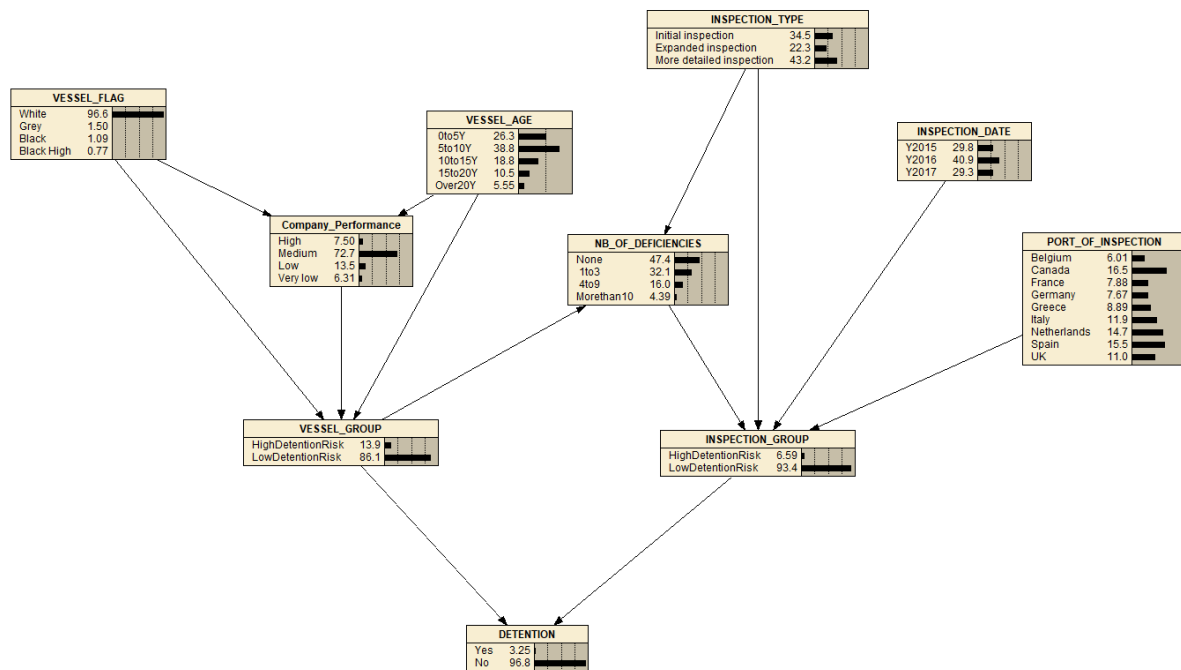 INSPECTION_TYPE
Initial inspection 34.5
Expanded inspection 22.3
More detailed inspection 43.2
VESSEL_FLAG
White 96.6
Grey 1.50
Black 1.09
Black High 0.77
VESSEL_AGE
0to5Y 26.3
5to10Y 38.8
10to15Y 18.8
15to20Y 10.5
Over20Y 5.55
INSPECTION_DATE
Y2015 29.8
Y2016 40.9
Y2017 29.3
Company_Performance
High 7.50
Medium 72.7
Low 13.5
Very low 6.31
NB_OF_DEFICIENCIES
None 47.4
1to3 32.1
4to9 16.0
Morethan10 4.39
PORT_OF_INSPECTION
Belgium 6.01
Canada 16.5
France 7.88
Germany 7.67
Greece 8.89
Italy 11.9
Netherlands 14.7
Spain 15.5
UK 11.0
VESSEL_GROUP
HighDetentionRisk 13.9
LowDetentionRisk 86.1
INSPECTION_GROUP
HighDetentionRisk 6.59
LowDetentionRisk 93.4
DETENTION
Yes 3.25
No 96.8